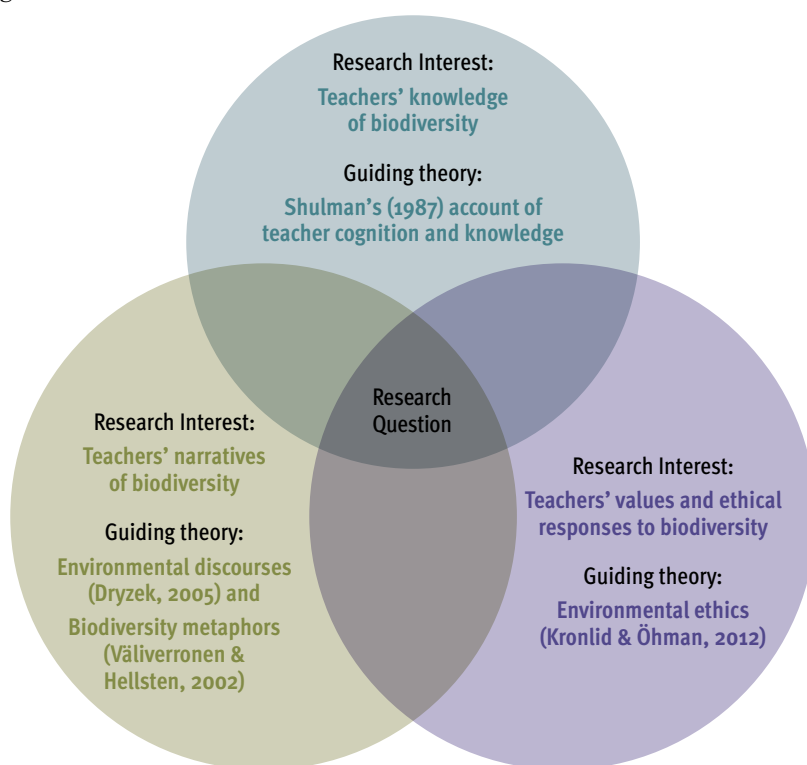 Research Interest:
Teachers’ knowledge
of biodiversity
Guiding theory:
Shulman’s (1987) account of
teacher cognition and knowledge
Research
Question
Research Interest:
Teachers’ narratives
of biodiversity
Guiding theory:
Environmental discourses
(Dryzek, 2005) and
Biodiversity metaphors
(Väliverronen &
Hellsten, 2002)
Research Interest:
Teachers’ values and ethical
responses to biodiversity
Guiding theory:
Environmental ethics
(Kronlid & Öhman, 2012)